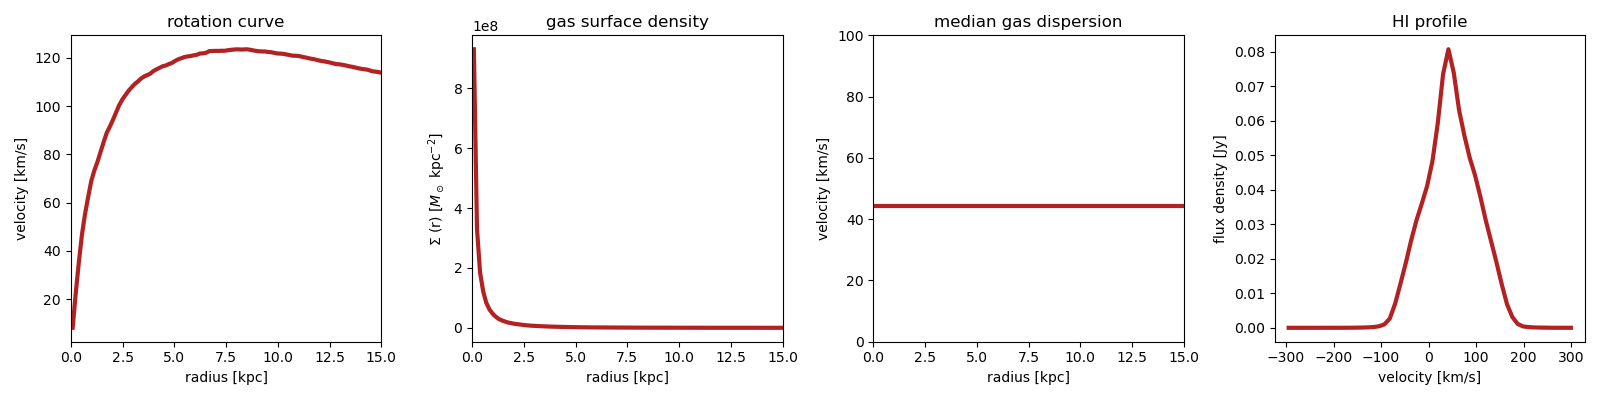 rotation curve
velocity [km/s]
120
100
80
60
40
20
0.0 2.5 5.0 7.5 10.0 12.5 15.0
radius [kpc]
gas surface density
1e8
Σ (r) [M⊙ kpc⁻²]
8
6
4
2
0
0.0 2.5 5.0 7.5 10.0 12.5 15.0
radius [kpc]
median gas dispersion
velocity [km/s]
100
80
60
40
20
0
0.0 2.5 5.0 7.5 10.0 12.5 15.0
radius [kpc]
HI profile
flux density [Jy]
0.08
0.07
0.06
0.05
0.04
0.03
0.02
0.01
0.00
−300 −200 −100 0 100 200 300
velocity [km/s]